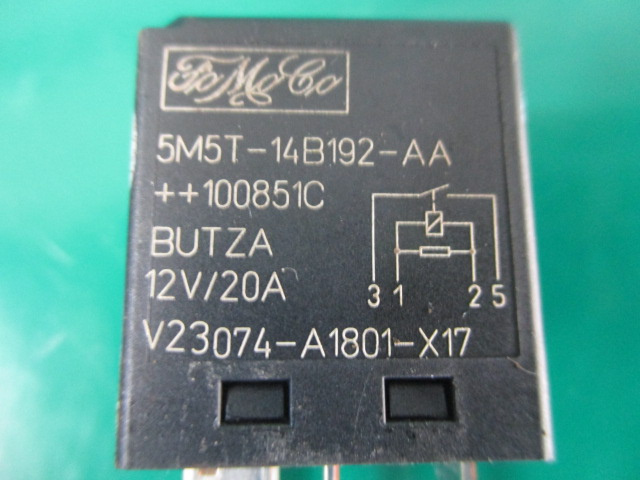 FoMoCo
5M5T-14B192-AA
++100851C
BUTZA
12V/20A
3 1 2 5
V23074-A1801-X17